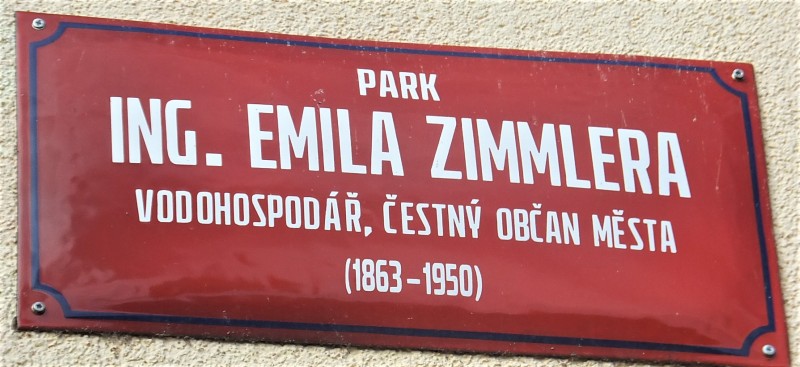 PARK
ING. EMILA ZIMMLERA
VODOHOSPODÁŘ, ČESTNÝ OBČAN MĚSTA
(1863-1950)